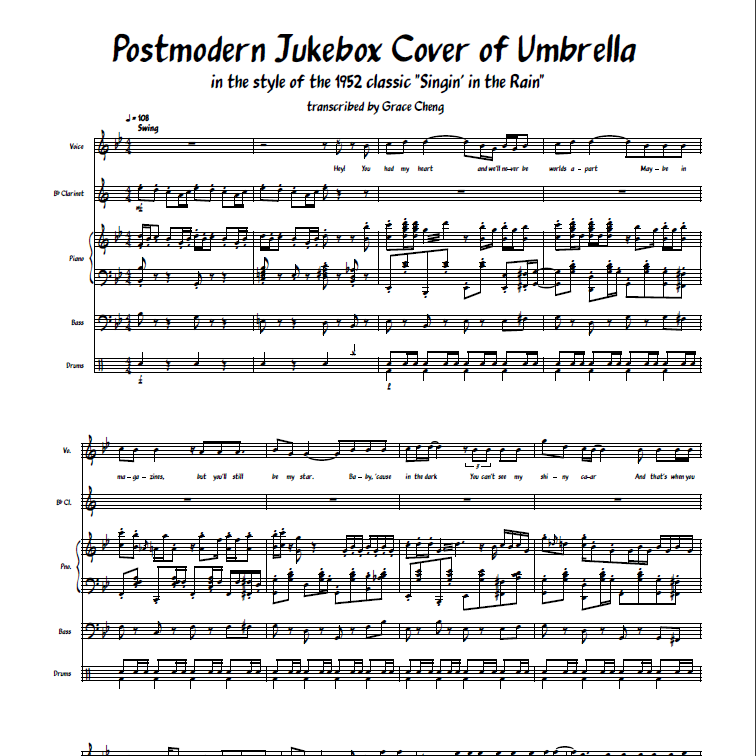 Postmodern Jukebox Cover of Umbrella
in the style of the 1952 classic "Singin' in the Rain"
transcribed by Grace Cheng
♩ = 108
Swing
Voice
Hey! You had my heart and we'll ne-ver be worlds a-part May-be in
B♭ Clarinet
Piano
Bass
Drums
Vo.
ma-ga-zines, but you'll still be my star. Ba-by, 'cause in the dark You can't see my shi-ny ca-ar And that's when you
3
B♭ Cl.
Pno.
Bass
Drums